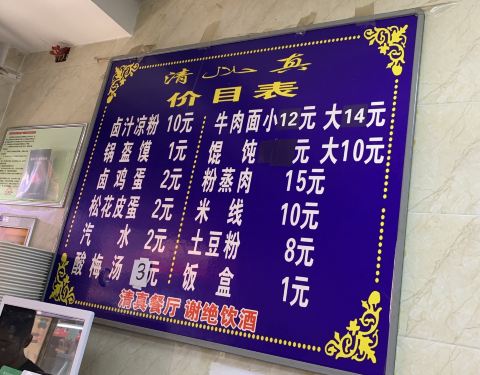 清 حلال 真
价目表
卤汁凉粉 10元
锅盔馍 1元
卤鸡蛋 2元
松花皮蛋 2元
汽水 2元
酸梅汤 3元
牛肉面小12元 大14元
馄饨 元 大10元
粉蒸肉 15元
米线 10元
土豆粉 8元
饭盒 1元
清真餐厅 谢绝饮酒